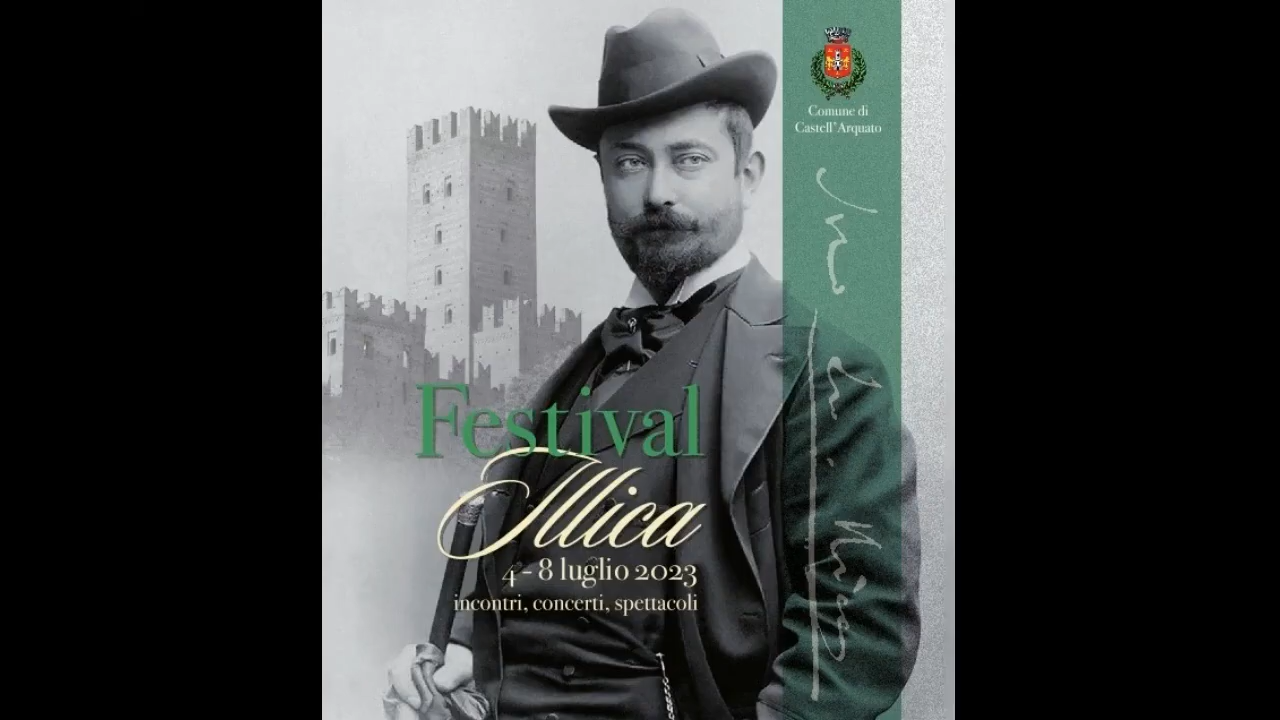 Comune di
Castell'Arquato
Festival
Illica
4 - 8 luglio 2023
incontri, concerti, spettacoli